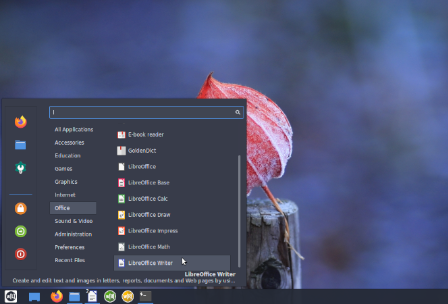 All Applications
Accessories
Education
Games
Graphics
Internet
Office
Sound & Video
Administration
Preferences
Recent Files
E-book reader
GoldenDict
LibreOffice
LibreOffice Base
LibreOffice Calc
LibreOffice Draw
LibreOffice Impress
LibreOffice Math
LibreOffice Writer
LibreOffice Writer
Create and edit text and images in letters, reports, documents and Web pages by us...